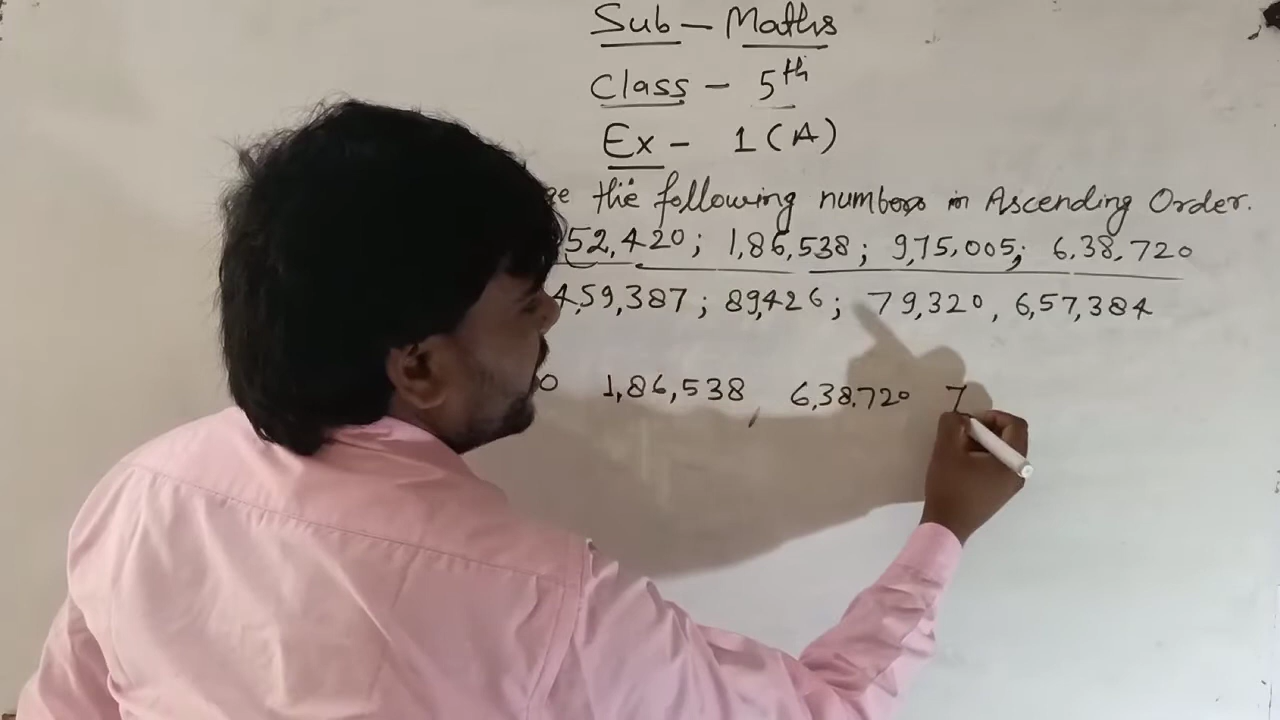 Sub - Maths
Class - 5th
Ex - 1 (A)
the following numbers in Ascending Order.
52,420; 1,86,538; 9,75,005; 6,38,720
4,59,387; 89,426; 79,320, 6,57,384
0 1,86,538, 6,38,720 7